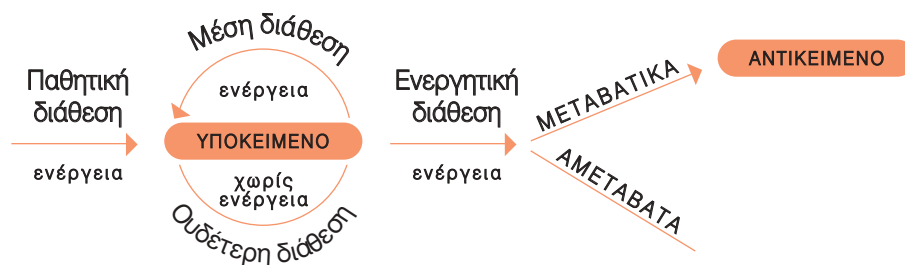 Παθητική
διάθεση
ενέργεια
Μέση διάθεση
ενέργεια
ΥΠΟΚΕΙΜΕΝΟ
χωρίς
ενέργεια
Ουδέτερη διάθεση
Ενεργητική
διάθεση
ενέργεια
ΜΕΤΑΒΑΤΙΚΑ
ΑΜΕΤΑΒΑΤΑ
ΑΝΤΙΚΕΙΜΕΝΟ